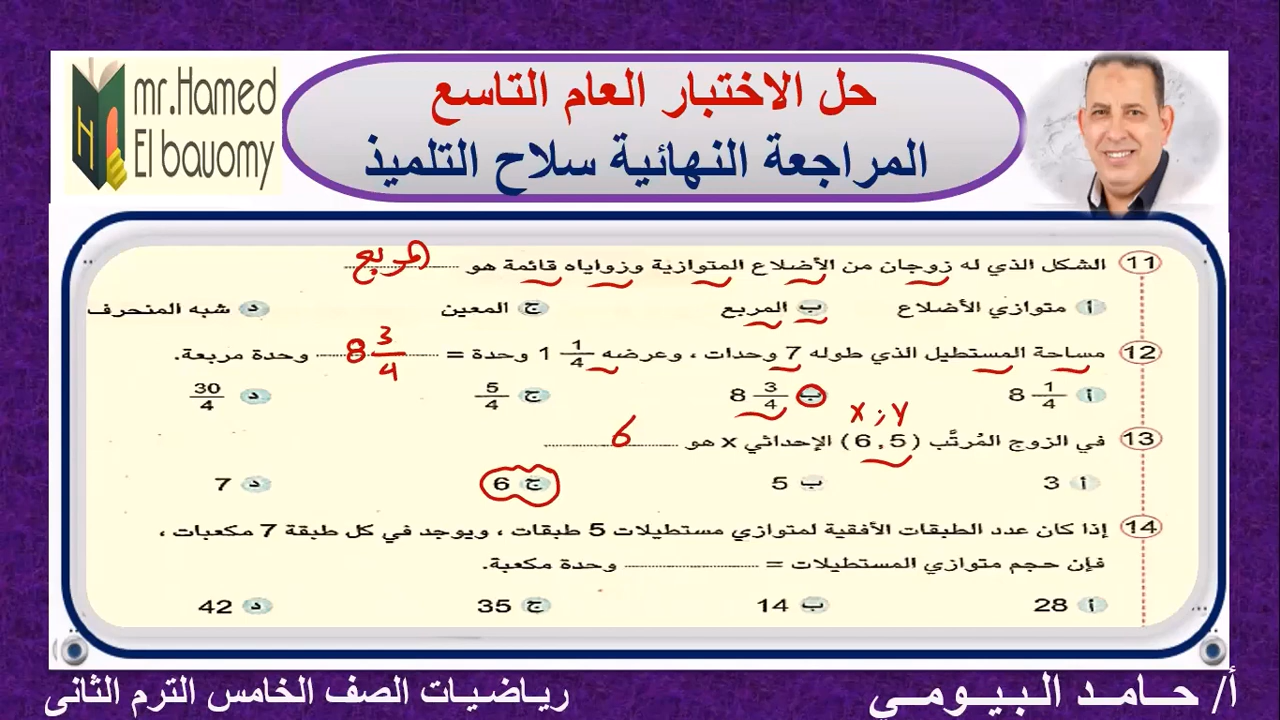 mr.Hamed
El bauomy
حل الاختبار العام التاسع
المراجعة النهائية سلاح التلميذ
11 الشكل الذي له زوجان من الأضلاع المتوازية وزواياه قائمة هو .......... مربع
أ متوازي الأضلاع ب المربع ج المعين د شبه المنحرف
12 مساحة المستطيل الذي طوله 7 وحدات ، وعرضه 1 1/4 وحدة = .......... 8 3/4 وحدة مربعة.
أ 8 1/4 ب 8 3/4 ج 5/4 د 30/4
x , y
13 في الزوج المُرتَّب (6 , 5) الإحداثي x هو .......... 6
أ 3 ب 5 ج 6 د 7
14 إذا كان عدد الطبقات الأفقية لمتوازي مستطيلات 5 طبقات ، ويوجد في كل طبقة 7 مكعبات ،
فإن حجم متوازي المستطيلات = .......... وحدة مكعبة.
أ 28 ب 14 ج 35 د 42
أ/ حامد البيومي
رياضيات الصف الخامس الترم الثانى